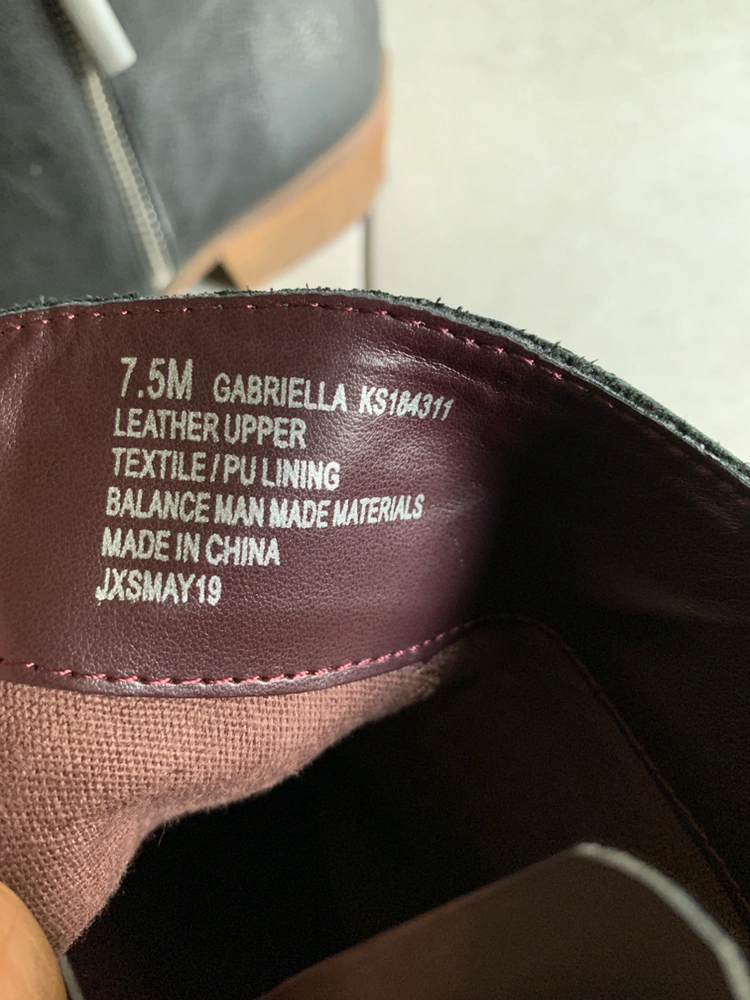 7.5M GABRIELLA KS184311
LEATHER UPPER
TEXTILE / PU LINING
BALANCE MAN MADE MATERIALS
MADE IN CHINA
JXSMAY19